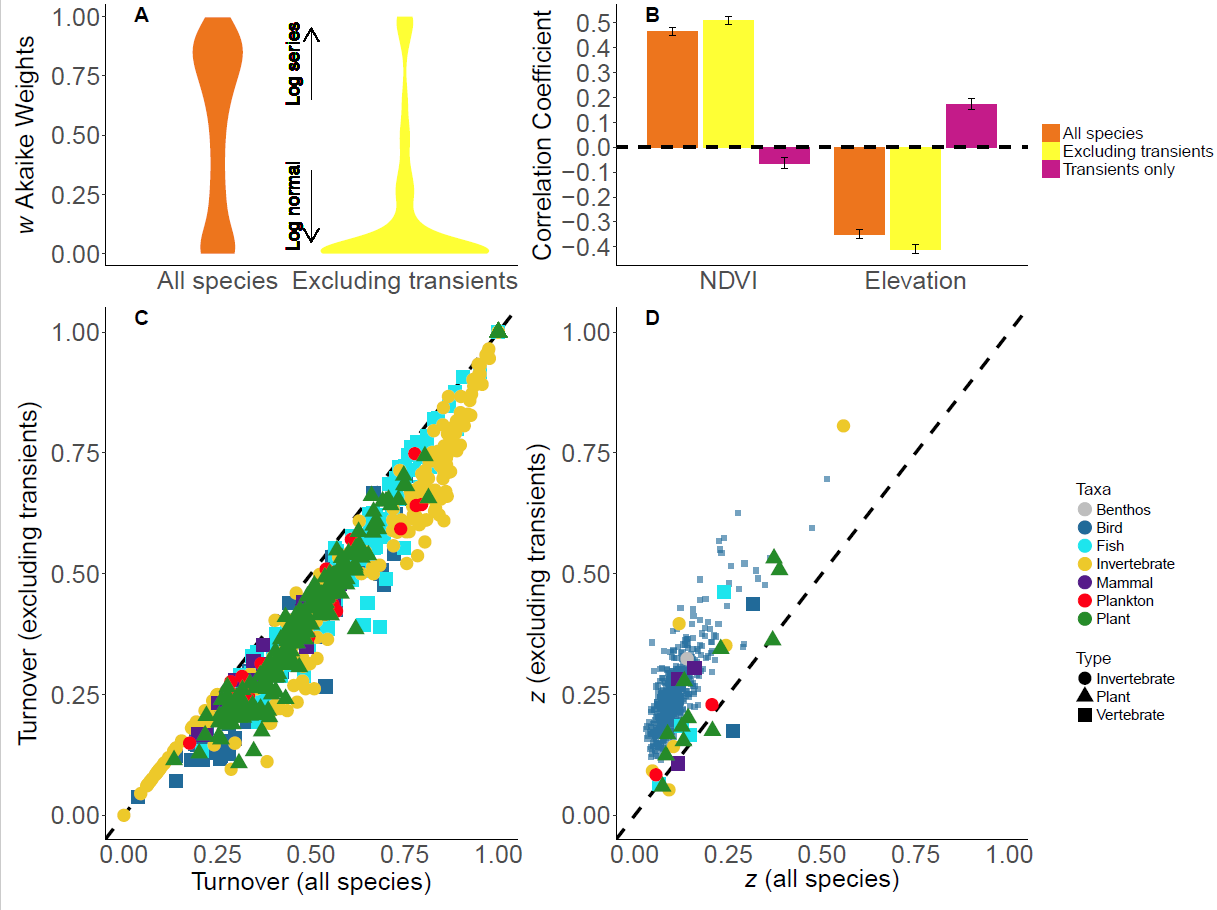 A
w Akaike Weights
1.00
0.75
0.50
0.25
0.00
Log series
Log normal
All species
Excluding transients
B
Correlation Coefficient
0.5
0.4
0.3
0.2
0.1
0.0
−0.1
−0.2
−0.3
−0.4
NDVI
Elevation
All species
Excluding transients
Transients only
C
Turnover (excluding transients)
1.00
0.75
0.50
0.25
0.00
0.00 0.25 0.50 0.75 1.00
Turnover (all species)
D
z (excluding transients)
1.00
0.75
0.50
0.25
0.00
0.00 0.25 0.50 0.75 1.00
z (all species)
Taxa
Benthos
Bird
Fish
Invertebrate
Mammal
Plankton
Plant
Type
Invertebrate
Plant
Vertebrate